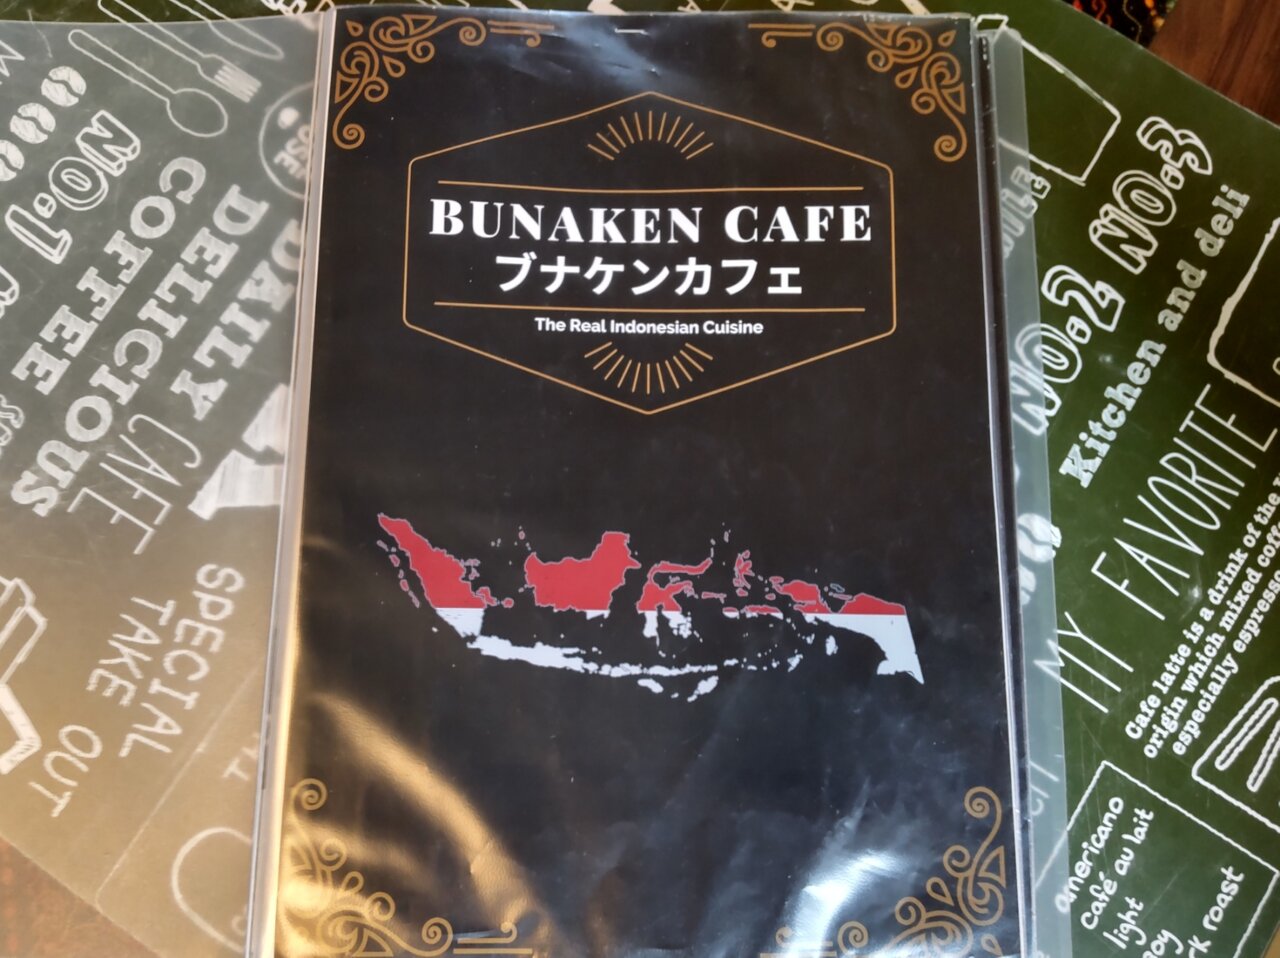 BUNAKEN CAFE
ブナケンカフェ
The Real Indonesian Cuisine
NO.1
COFFEE
DELICIOUS
DAILY
CAFE
SPECIAL
TAKE OUT
NO.2 NO.3
Kitchen and deli
MY FAVORITE
Cafe latte is a drink of the
origin which mixed
especially espresso
americano
Café au lait
light
roast